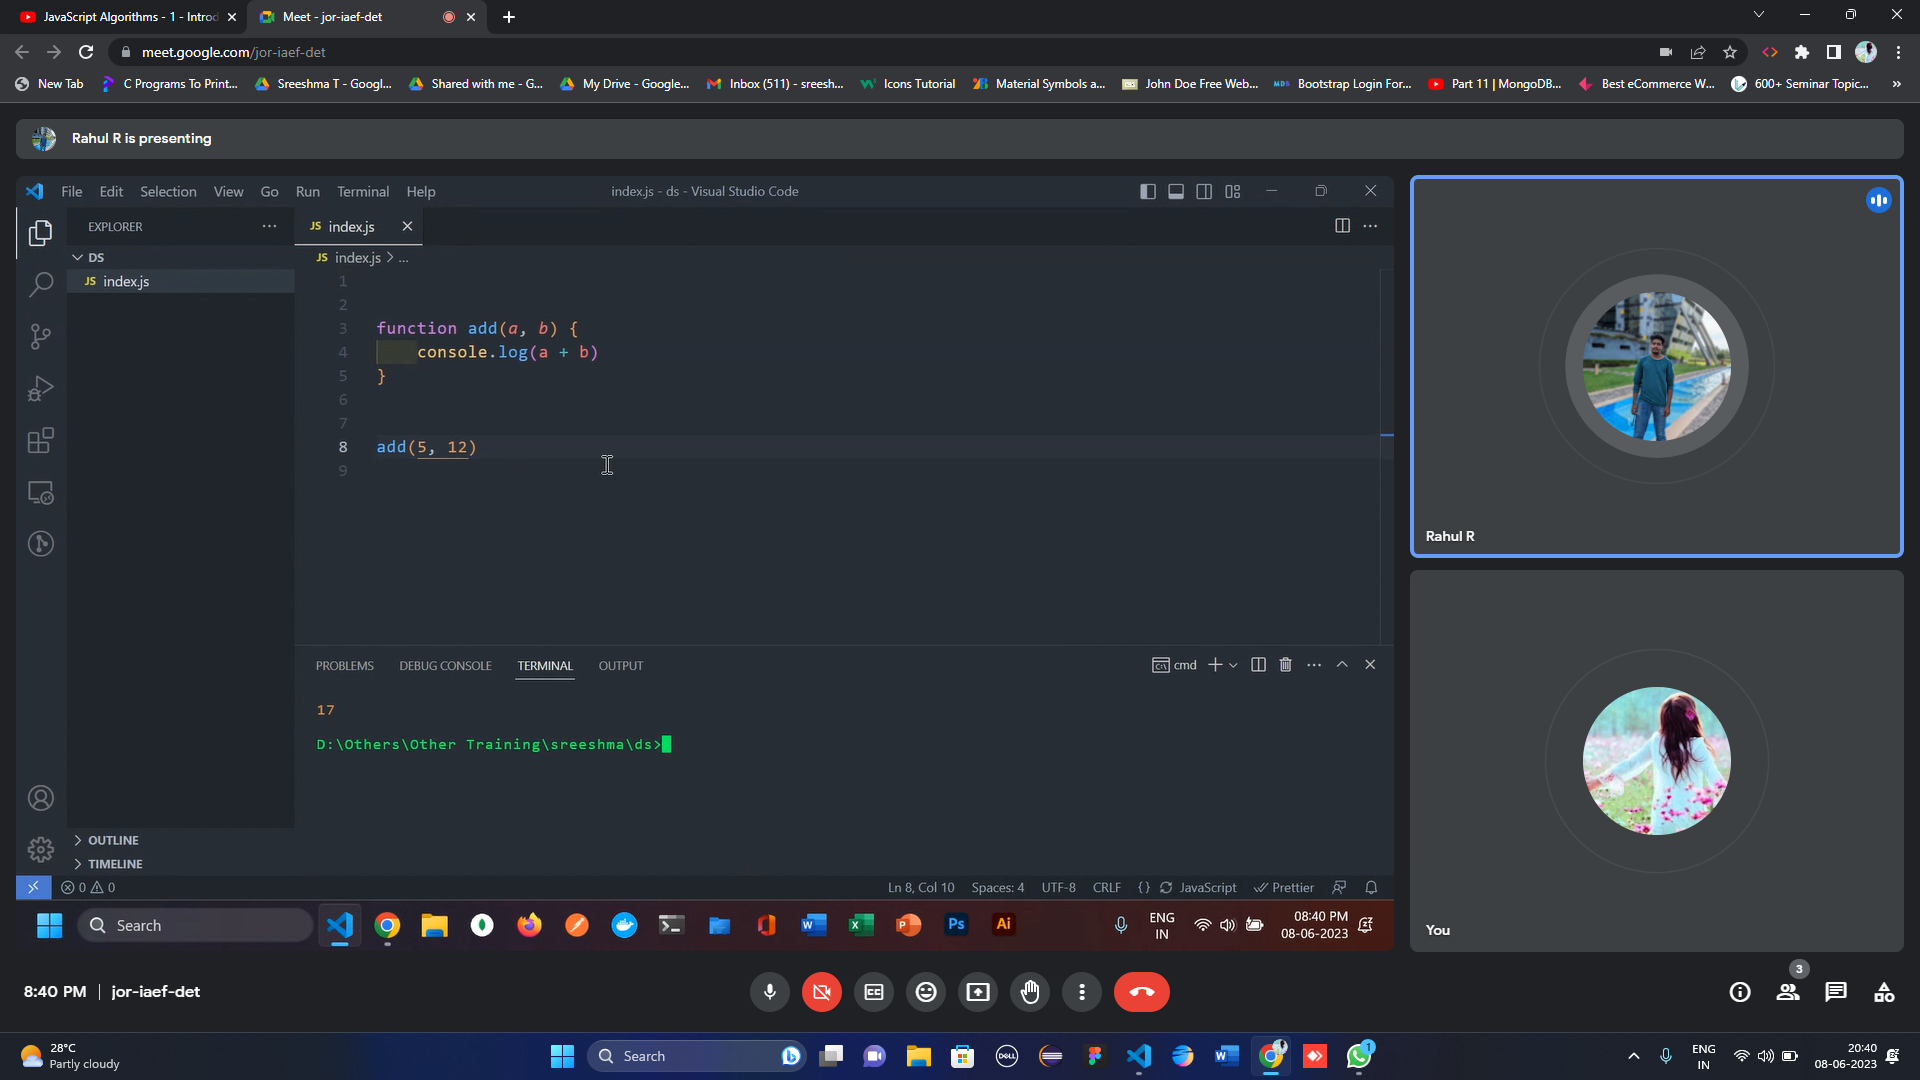 JavaScript Algorithms - 1 - Introd
Meet - jor-iaef-det
meet.google.com/jor-iaef-det
New Tab
C Programs To Print...
Sreeshma T - Googl...
Shared with me - G...
My Drive - Google...
Inbox (511) - sreesh...
Icons Tutorial
Material Symbols a...
John Doe Free Web...
Bootstrap Login For...
Part 11 | MongoDB...
Best eCommerce W...
600+ Seminar Topic...
»
Rahul R is presenting
File Edit Selection View Go Run Terminal Help
index.js - ds - Visual Studio Code
EXPLORER
DS
JS index.js
JS index.js
JS index.js > ...
1
2
3 function add(a, b) {
4 console.log(a + b)
5 }
6
7
8 add(5, 12)
9
PROBLEMS DEBUG CONSOLE TERMINAL OUTPUT
cmd
17
D:\Others\Other Training\sreeshma\ds>
OUTLINE
TIMELINE
0 0
Ln 8, Col 10 Spaces: 4 UTF-8 CRLF {} JavaScript Prettier
Search
Ps
Ai
ENG
IN
08:40 PM
08-06-2023
Rahul R
You
8:40 PM | jor-iaef-det
3
28°C
Partly cloudy
Search
DELL
1
ENG
IN
20:40
08-06-2023